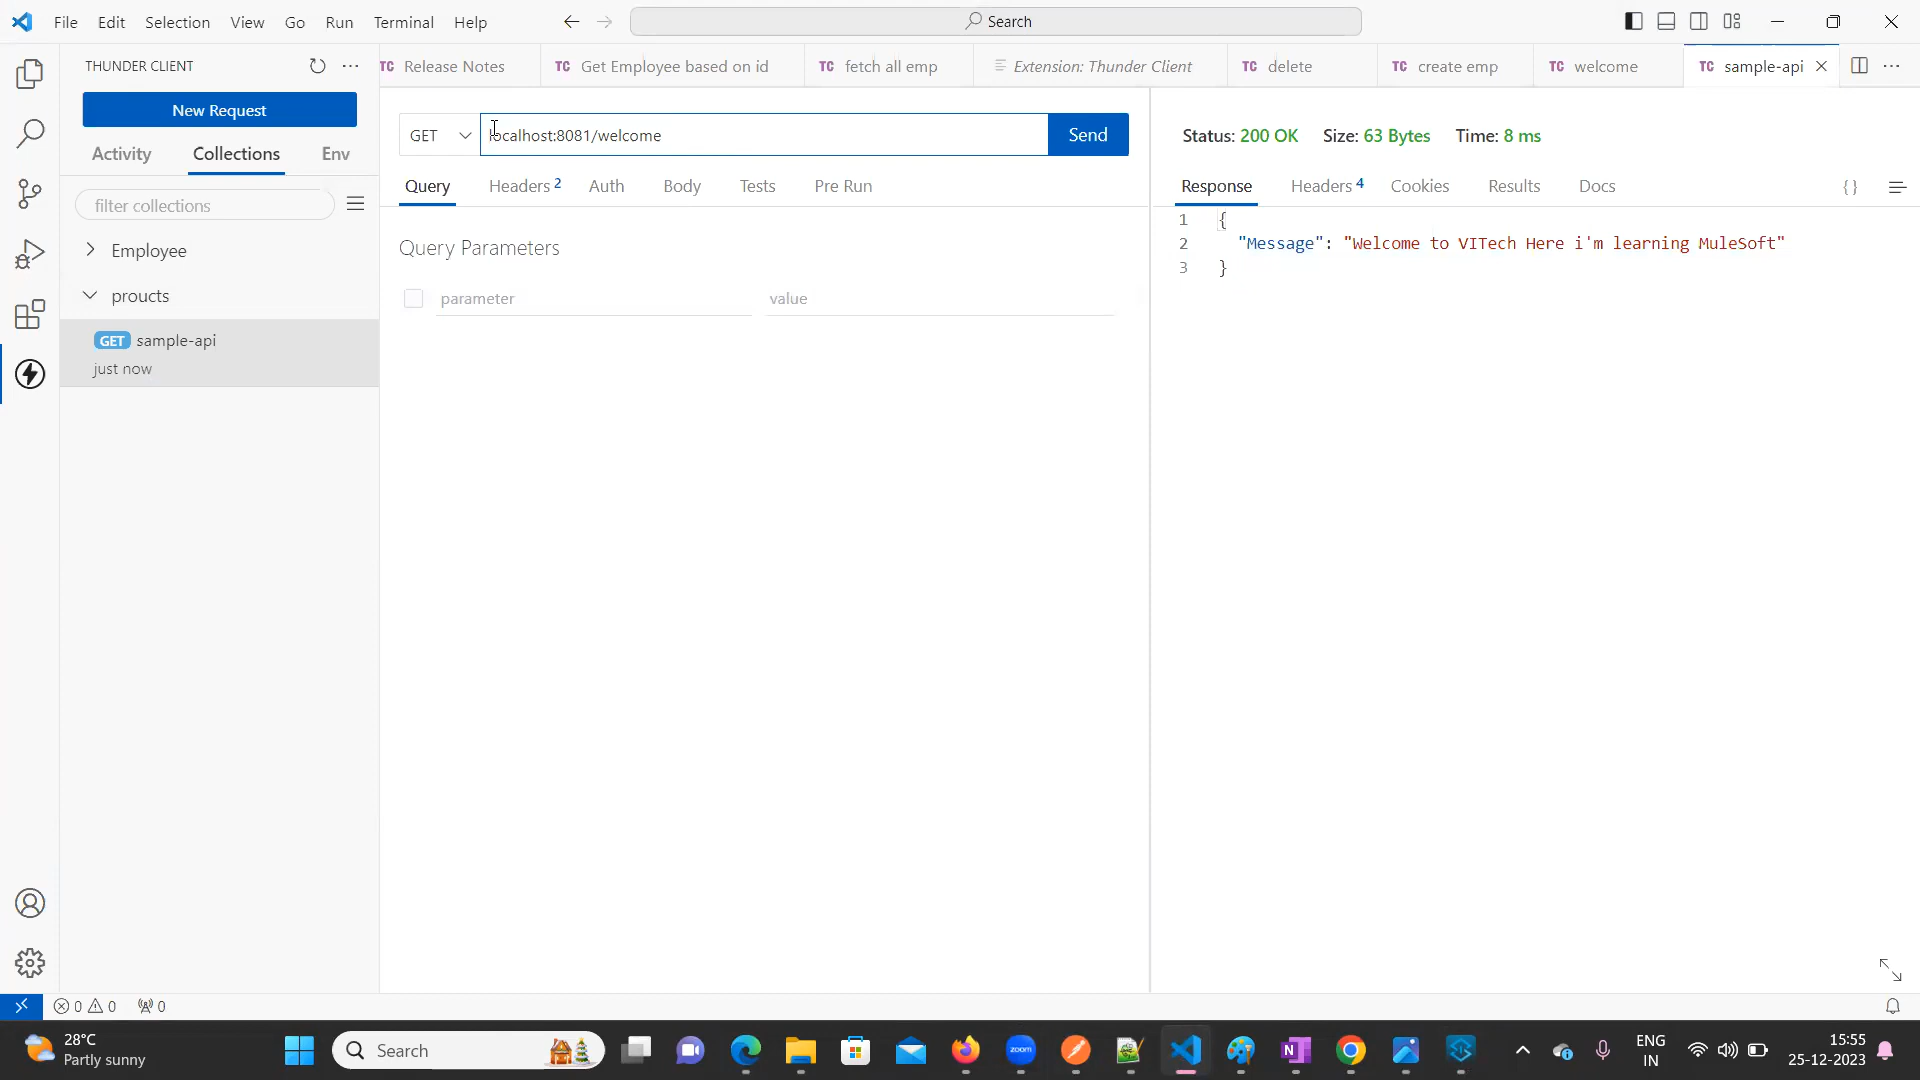 File Edit Selection View Go Run Terminal Help
Search
THUNDER CLIENT
New Request
Activity Collections Env
filter collections
Employee
proucts
GET sample-api
just now
TC Release Notes
TC Get Employee based on id
TC fetch all emp
Extension: Thunder Client
TC delete
TC create emp
TC welcome
TC sample-api
GET localhost:8081/welcome Send
Query Headers 2 Auth Body Tests Pre Run
Query Parameters
parameter value
Status: 200 OK Size: 63 Bytes Time: 8 ms
Response Headers 4 Cookies Results Docs {}
1 {
2 "Message": "Welcome to VITech Here i'm learning MuleSoft"
3 }
0 0 0
28°C
Partly sunny
Search
zoom
N
ENG
IN
15:55
25-12-2023